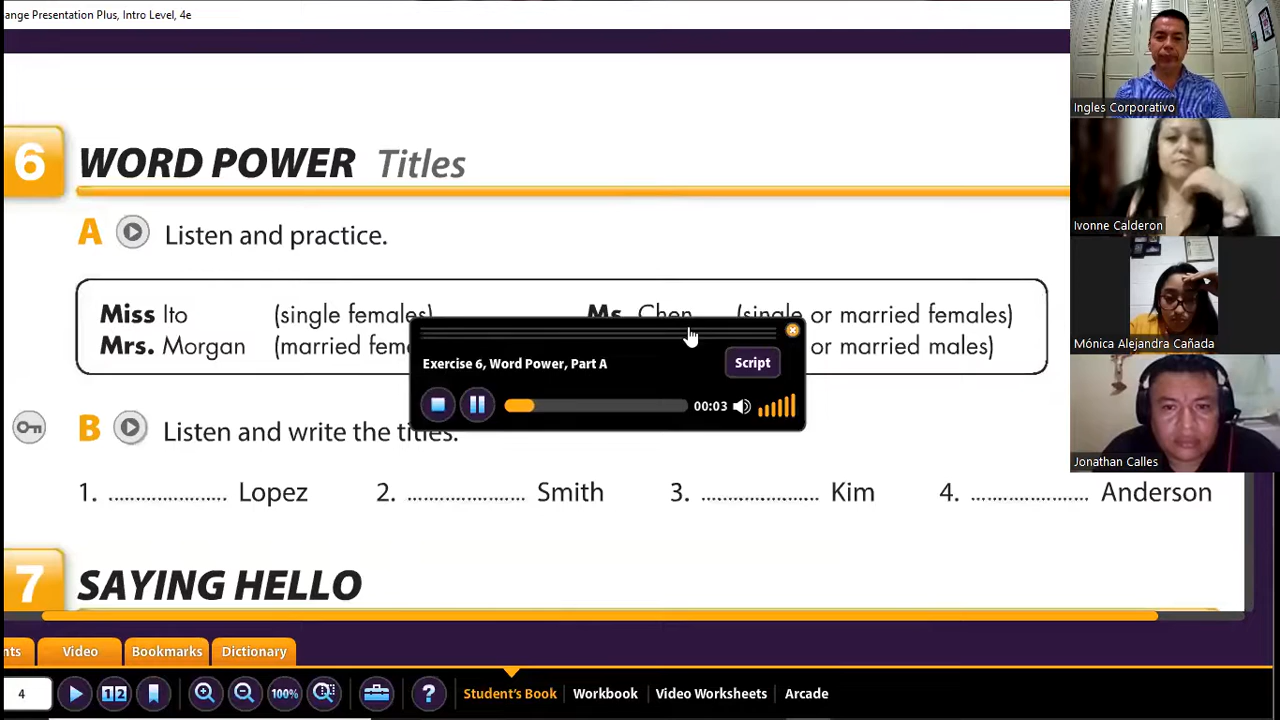 ange Presentation Plus, Intro Level, 4e
Ingles Corporativo
6 WORD POWER Titles
A Listen and practice.
Ivonne Calderon
Miss Ito (single females) Ms. Chen (single or married females)
Mrs. Morgan (married fem or married males)
Exercise 6, Word Power, Part A Script
00:03
Mónica Alejandra Cañada
B Listen and write the titles.
Jonathan Calles
1. ........................ Lopez 2. ........................ Smith 3. ........................ Kim 4. ........................ Anderson
7 SAYING HELLO
nts Video Bookmarks Dictionary
4 1 2 100% ? Student's Book Workbook Video Worksheets Arcade